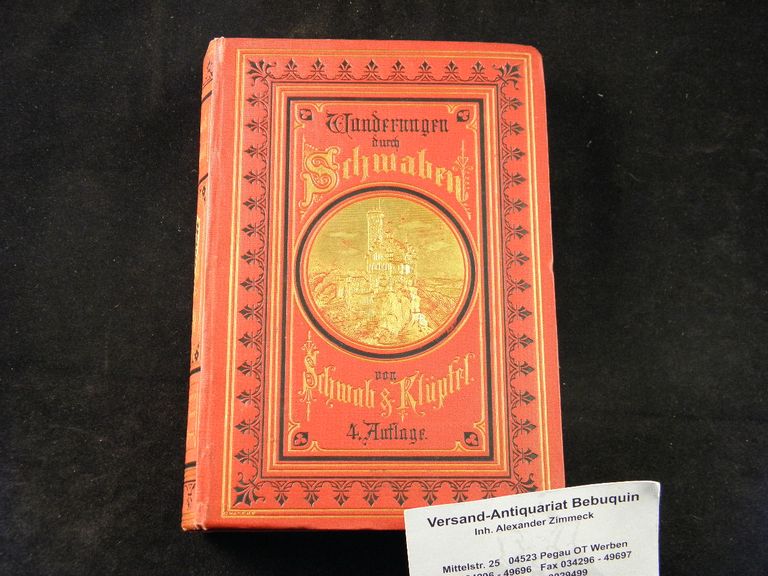 Wanderungen
durch
Schwaben
von
Schwab & Klüpfel.
4. Auflage.
Versand-Antiquariat Bebuquin
Inh. Alexander Zimmeck
Mittelstr. 25 04523 Pegau OT Werben
- 49696 Fax 034296 - 49697